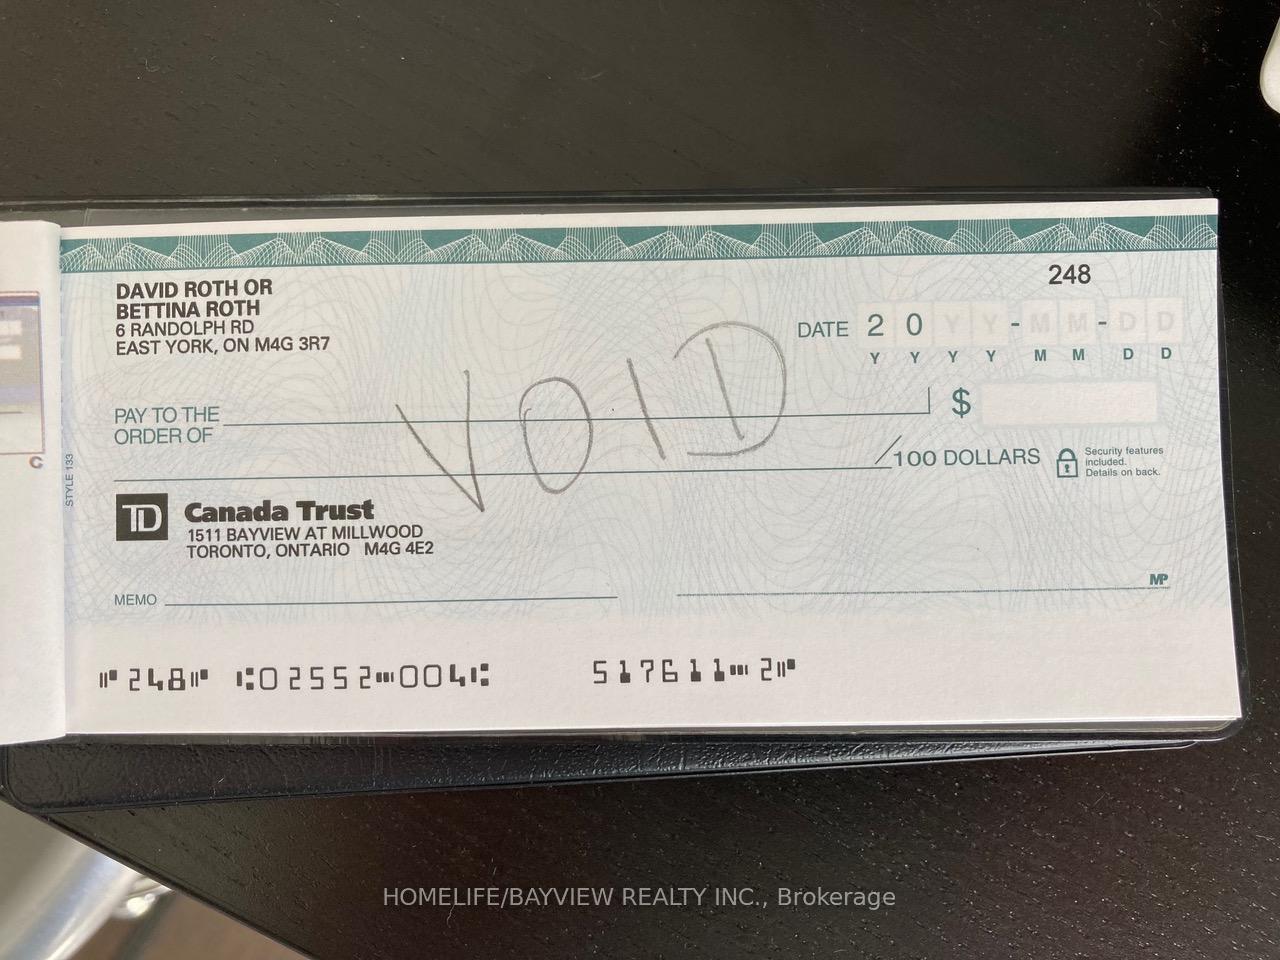 248
DAVID ROTH OR
BETTINA ROTH
6 RANDOLPH RD
EAST YORK, ON M4G 3R7
DATE 2 0 Y Y - M M - D D
Y Y Y Y M M D D
VOID
PAY TO THE
ORDER OF
$
/100 DOLLARS
Security features
included.
Details on back.
STYLE 133
TD Canada Trust
1511 BAYVIEW AT MILLWOOD
TORONTO, ONTARIO M4G 4E2
MP
MEMO
⑈248⑈ ⑆02552⑉004⑆ 517611⑉2⑈
HOMELIFE/BAYVIEW REALTY INC., Brokerage